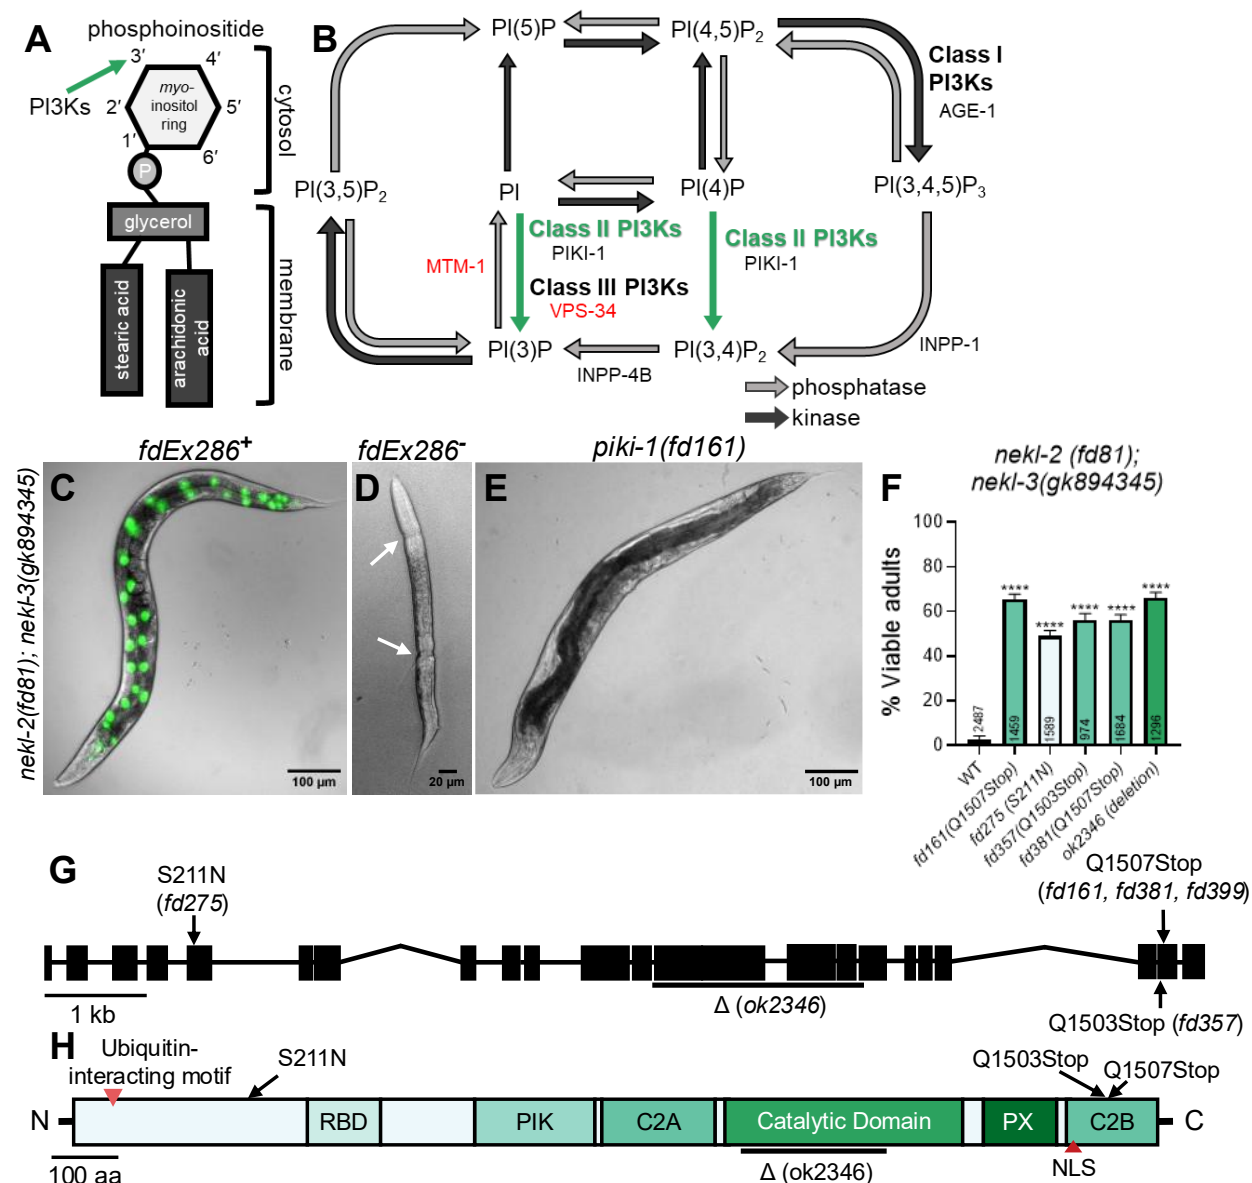 A
phosphoinositide
3′
4′
PI3Ks
2′
myo-
inositol
ring
5′
1′
6′
P
cytosol
glycerol
stearic acid
arachidonic
acid
membrane
B
PI(5)P
PI(4,5)P2
Class I
PI3Ks
AGE-1
PI(3,5)P2
PI
PI(4)P
PI(3,4,5)P3
Class II PI3Ks
PIKI-1
Class II PI3Ks
PIKI-1
MTM-1
Class III PI3Ks
VPS-34
PI(3)P
INPP-4B
PI(3,4)P2
INPP-1
phosphatase
kinase
fdEx286+
fdEx286-
piki-1(fd161)
nekl-2(fd81); nekl-3(gk894345)
C
100 µm
D
20 µm
E
100 µm
F
nekl-2 (fd81);
nekl-3(gk894345)
% Viable adults
100
80
60
40
20
0
2487
1459
1589
974
1684
1296
****
****
****
****
****
WT
fd161(Q1507Stop)
fd275 (S211N)
fd357(Q1503Stop)
fd381(Q1507Stop)
ok2346 (deletion)
G
S211N
(fd275)
Q1507Stop
(fd161, fd381, fd399)
1 kb
Δ (ok2346)
Q1503Stop (fd357)
H
Ubiquitin-
interacting motif
S211N
Q1503Stop
Q1507Stop
N
RBD
PIK
C2A
Catalytic Domain
PX
C2B
C
100 aa
Δ (ok2346)
NLS